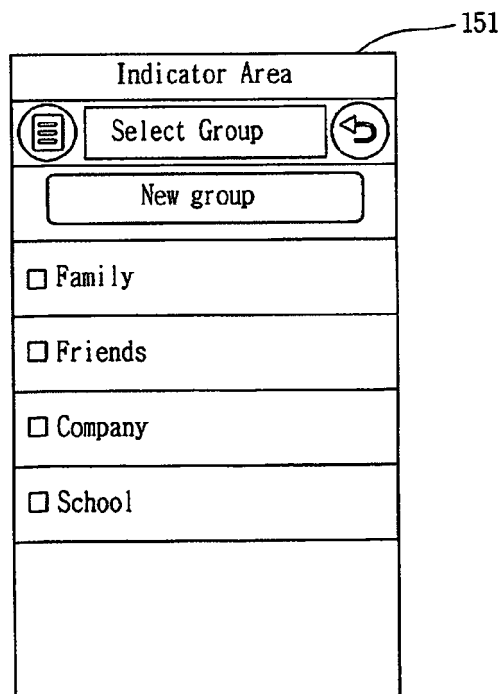 151
Indicator Area
Select Group
New group
Family
Friends
Company
School